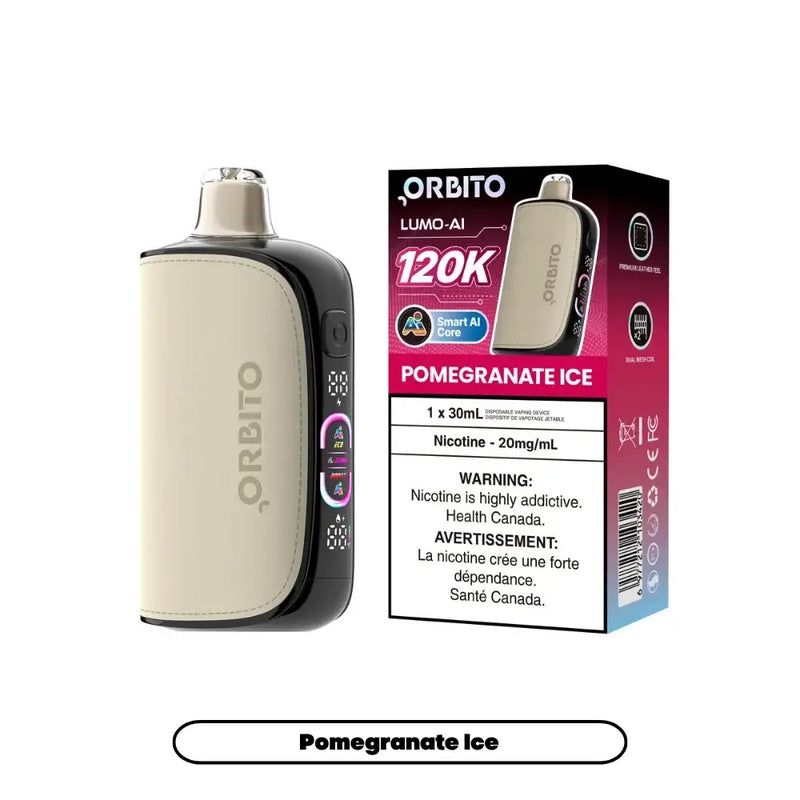 ORBITO
ECO
BOOST
ORBITO
LUMO-AI
120K
Smart AI
Core
ORBITO
PREMIUM LEATHER FEEL
DUAL MESH COIL
POMEGRANATE ICE
1 x 30mL DISPOSABLE VAPING DEVICE
DISPOSITIF DE VAPOTAGE JETABLE
Nicotine - 20mg/mL
WARNING:
Nicotine is highly addictive.
Health Canada.
AVERTISSEMENT:
La nicotine crée une forte
dépendance.
Santé Canada.
Pomegranate Ice